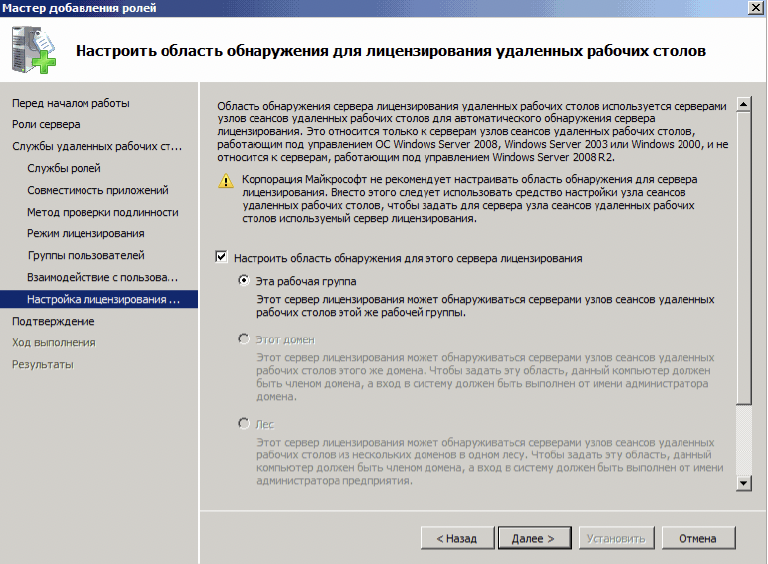 Мастер добавления ролей
Настроить область обнаружения для лицензирования удаленных рабочих столов
Перед началом работы
Роли сервера
Службы удаленных рабочих ст...
Службы ролей
Совместимость приложений
Метод проверки подлинности
Режим лицензирования
Группы пользователей
Взаимодействие с пользова...
Настройка лицензирования ...
Подтверждение
Ход выполнения
Результаты
Область обнаружения сервера лицензирования удаленных рабочих столов используется серверами
узлов сеансов удаленных рабочих столов для автоматического обнаружения сервера
лицензирования. Это относится только к серверам узлов сеансов удаленных рабочих столов,
работающим под управлением ОС Windows Server 2008, Windows Server 2003 или Windows 2000, и не
относится к серверам, работающим под управлением Windows Server 2008 R2.
Корпорация Майкрософт не рекомендует настраивать область обнаружения для сервера
лицензирования. Вместо этого следует использовать средство настройки узла сеансов
удаленных рабочих столов, чтобы задать для сервера узла сеансов удаленных рабочих
столов используемый сервер лицензирования.
Настроить область обнаружения для этого сервера лицензирования
Эта рабочая группа
Этот сервер лицензирования может обнаруживаться серверами узлов сеансов удаленных
рабочих столов этой же рабочей группы.
Этот домен
Этот сервер лицензирования может обнаруживаться серверами узлов сеансов удаленных
рабочих столов этого же домена. Чтобы задать эту область, данный компьютер должен
быть членом домена, а вход в систему должен быть выполнен от имени администратора
домена.
Лес
Этот сервер лицензирования может обнаруживаться серверами узлов сеансов удаленных
рабочих столов из нескольких доменов в одном лесу. Чтобы задать эту область, данный
компьютер должен быть членом домена, а вход в систему должен быть выполнен от имени
администратора предприятия.
< Назад
Далее >
Установить
Отмена